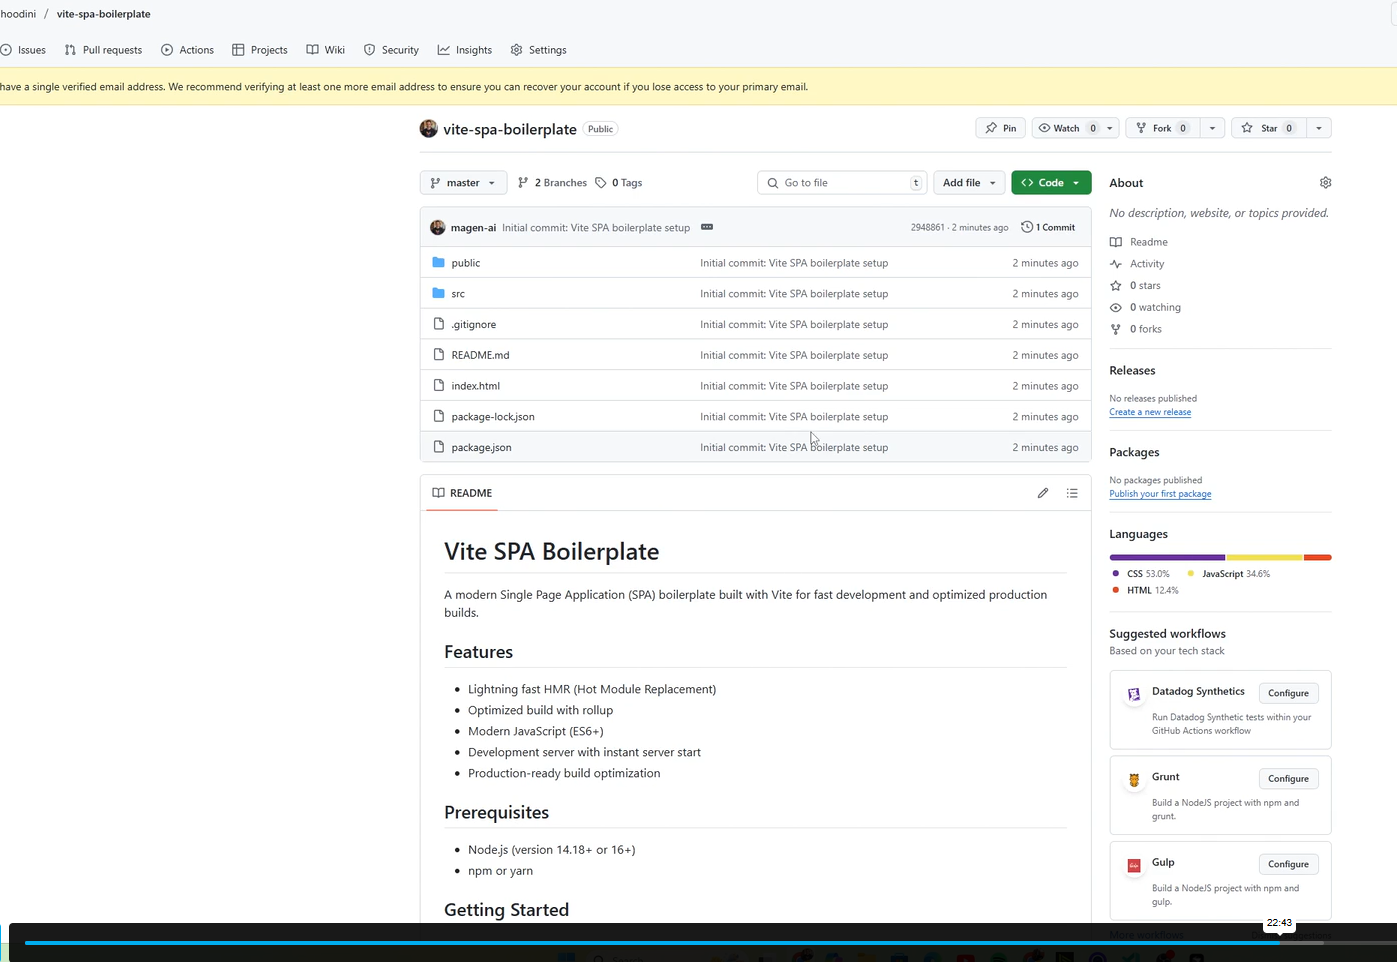 hoodini / vite-spa-boilerplate
Issues Pull requests Actions Projects Wiki Security Insights Settings
have a single verified email address. We recommend verifying at least one more email address to ensure you can recover your account if you lose access to your primary email.
vite-spa-boilerplate Public
Pin Watch 0 Fork 0 Star 0
master 2 Branches 0 Tags Go to file t Add file Code
magen-ai Initial commit: Vite SPA boilerplate setup 2948861 · 2 minutes ago 1 Commit
public Initial commit: Vite SPA boilerplate setup 2 minutes ago
src Initial commit: Vite SPA boilerplate setup 2 minutes ago
.gitignore Initial commit: Vite SPA boilerplate setup 2 minutes ago
README.md Initial commit: Vite SPA boilerplate setup 2 minutes ago
index.html Initial commit: Vite SPA boilerplate setup 2 minutes ago
package-lock.json Initial commit: Vite SPA boilerplate setup 2 minutes ago
package.json Initial commit: Vite SPA boilerplate setup 2 minutes ago
README
Vite SPA Boilerplate
A modern Single Page Application (SPA) boilerplate built with Vite for fast development and optimized production
builds.
Features
• Lightning fast HMR (Hot Module Replacement)
• Optimized build with rollup
• Modern JavaScript (ES6+)
• Development server with instant server start
• Production-ready build optimization
Prerequisites
• Node.js (version 14.18+ or 16+)
• npm or yarn
Getting Started
About
No description, website, or topics provided.
Readme
Activity
0 stars
0 watching
0 forks
Releases
No releases published
Create a new release
Packages
No packages published
Publish your first package
Languages
CSS 53.0% JavaScript 34.6%
HTML 12.4%
Suggested workflows
Based on your tech stack
Datadog Synthetics Configure
Run Datadog Synthetic tests within your
GitHub Actions workflow
Grunt Configure
Build a NodeJS project with npm and
grunt.
Gulp Configure
Build a NodeJS project with npm and
gulp.
22:43
More workflows